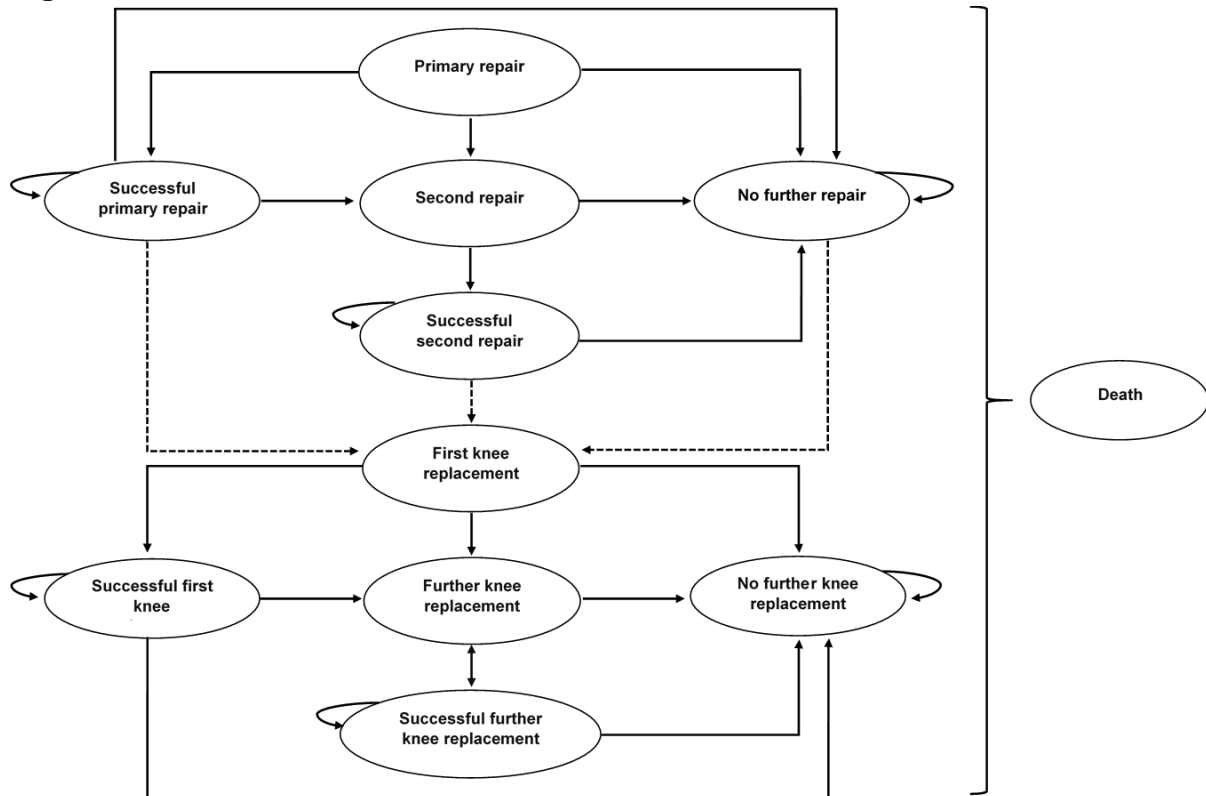 Primary repair
Successful
primary repair
Second repair
No further repair
Successful
second repair
Death
First knee
replacement
Successful first
knee
Further knee
replacement
No further knee
replacement
Successful further
knee replacement